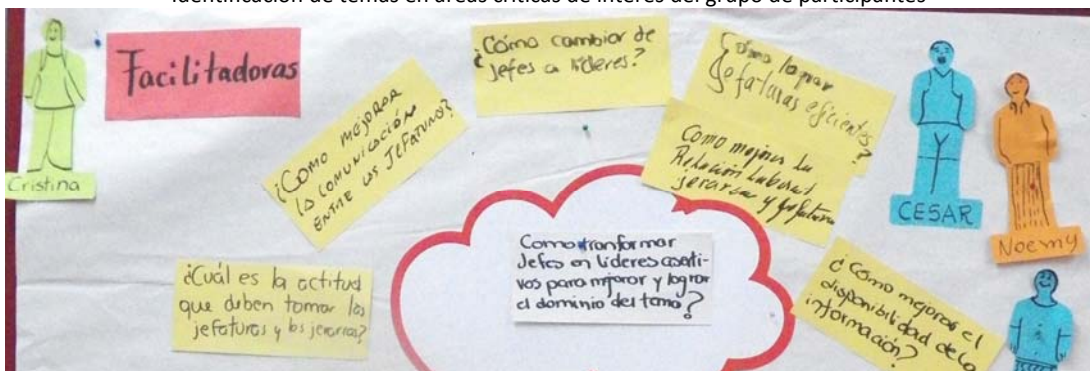 Identificación de temas en áreas críticas de interés del grupo de participantes
Facilitadoras
Cristina
¿Como mejorar
la comunicación
entre las Jefaturas?
¿Cómo cambiar de
Jefes a líderes?
Cómo lograr
Jefaturas eficientes?
Como mejorar la
Relación Laboral
jerarcas y jefaturas
CESAR
Noemy
¿Cuál es la actitud
que deben tomar las
jefaturas y los jerarcas?
Como tranformar
Jefes en líderes aserti-
vos para mejorar y lograr
el dominio del tema?
¿Cómo mejorar el
disponibilidad de la
información?